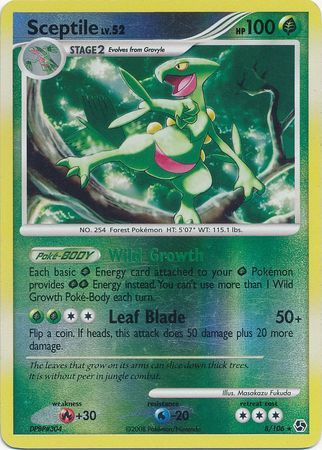 Sceptile LV.52 HP 100
STAGE2 Evolves from Grovyle
NO. 254 Forest Pokémon HT: 5'07" WT: 115.1 lbs.
Poké-BODY Wild Growth
Each basic Energy card attached to your Pokémon
provides Energy instead. You can't use more than 1 Wild
Growth Poké-Body each turn.
Leaf Blade 50+
Flip a coin. If heads, this attack does 50 damage plus 20 more
damage.
The leaves that grow on its arms can slice down thick trees.
It is without peer in jungle combat.
Illus. Masakazu Fukuda
weakness resistance retreat cost
+30 -20
DPBP#304 ©2008 Pokémon/Nintendo 8/106 ★